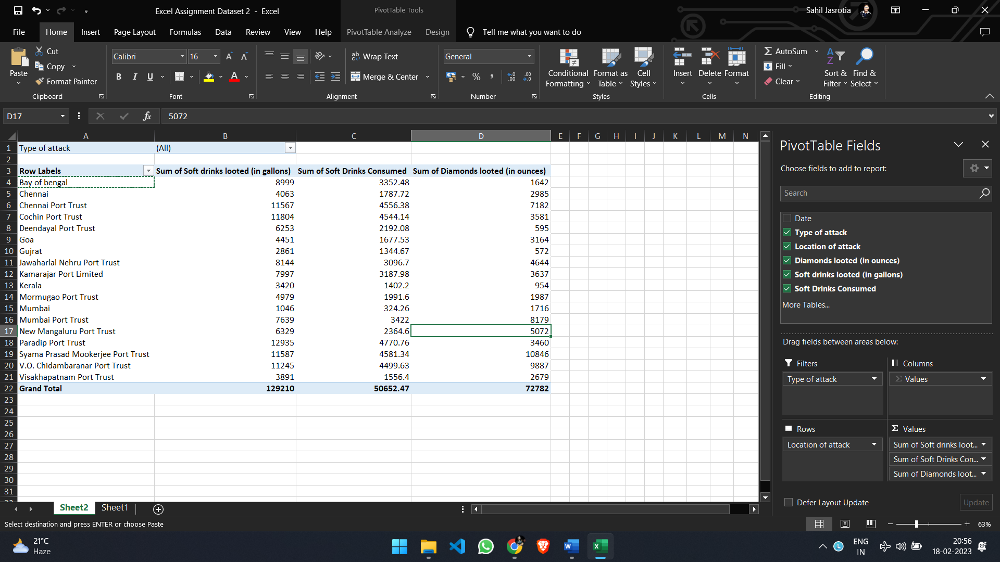 Excel Assignment Dataset 2 - Excel
PivotTable Tools
Sahil Jasrotia
File Home Insert Page Layout Formulas Data Review View Help PivotTable Analyze Design Tell me what you want to do
Paste
Cut
Copy
Format Painter
Clipboard
Calibri 16
B I U A
Font
ab Wrap Text
Merge & Center
Alignment
General
% ,
Number
Conditional Formatting
Format as Table
Cell Styles
Styles
Insert Delete Format
Cells
AutoSum
Fill
Clear
Sort & Filter
Find & Select
Editing
D17 fx 5072
A B C D E F G H I J K L M N
1 Type of attack (All)
2
3 Row Labels Sum of Soft drinks looted (in gallons) Sum of Soft Drinks Consumed Sum of Diamonds looted (in ounces)
4 Bay of bengal 8999 3352.48 1642
5 Chennai 4063 1787.72 2985
6 Chennai Port Trust 11567 4556.38 7182
7 Cochin Port Trust 11804 4544.14 3581
8 Deendayal Port Trust 6253 2192.08 595
9 Goa 4451 1677.53 3164
10 Gujrat 2861 1344.67 572
11 Jawaharlal Nehru Port Trust 8144 3096.7 4644
12 Kamarajar Port Limited 7997 3187.98 3637
13 Kerala 3420 1402.2 954
14 Mormugao Port Trust 4979 1991.6 1987
15 Mumbai 1046 324.26 1716
16 Mumbai Port Trust 7639 3422 8179
17 New Mangaluru Port Trust 6329 2364.6 5072
18 Paradip Port Trust 12935 4770.76 3460
19 Syama Prasad Mookerjee Port Trust 11587 4581.34 10846
20 V.O. Chidambaranar Port Trust 11245 4499.63 9887
21 Visakhapatnam Port Trust 3891 1556.4 2679
22 Grand Total 129210 50652.47 72782
23
24
25
26
27
28
29
30
31
PivotTable Fields
Choose fields to add to report:
Search
Date
Type of attack
Location of attack
Diamonds looted (in ounces)
Soft drinks looted (in gallons)
Soft Drinks Consumed
More Tables...
Drag fields between areas below:
Filters
Type of attack
Columns
Σ Values
Rows
Location of attack
Σ Values
Sum of Soft drinks loot...
Sum of Soft Drinks Con...
Sum of Diamonds loot...
Defer Layout Update Update
Sheet2 Sheet1
Select destination and press ENTER or choose Paste
63%
21°C
Haze
ENG
IN
20:56
18-02-2023